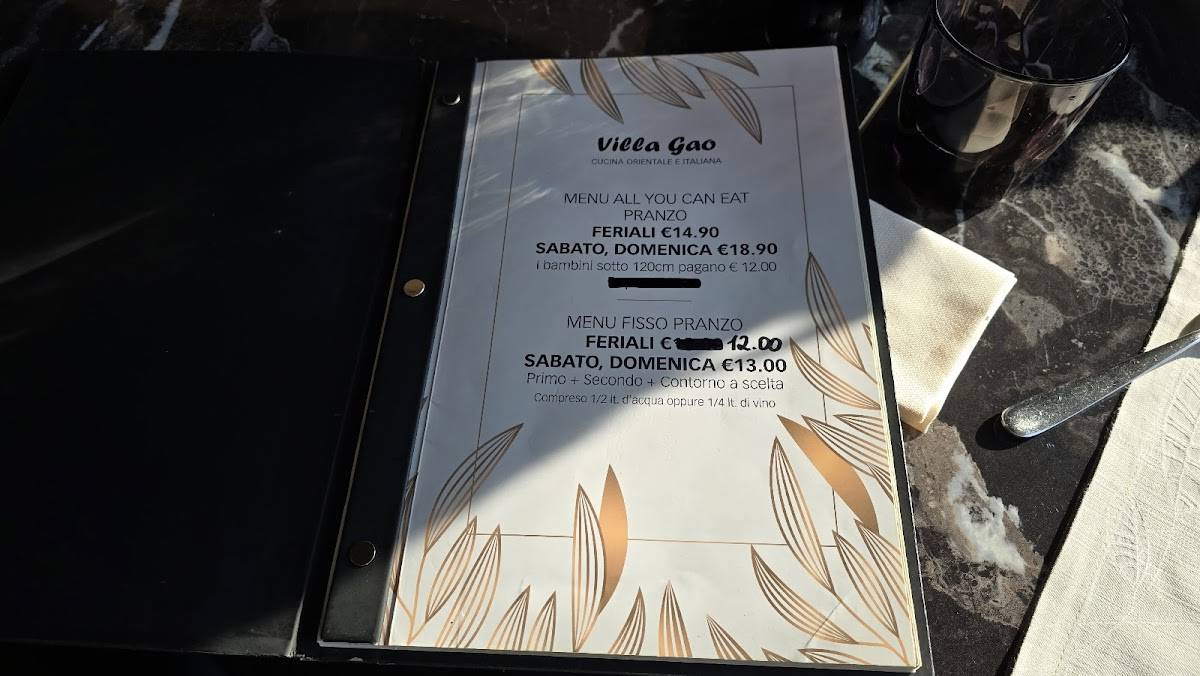 Villa Gao
CUCINA ORIENTALE E ITALIANA
MENU ALL YOU CAN EAT
PRANZO
FERIALI €14.90
SABATO, DOMENICA €18.90
i bambini sotto 120cm pagano € 12.00
MENU FISSO PRANZO
FERIALI € 12.00
SABATO, DOMENICA €13.00
Primo + Secondo + Contorno a scelta
Compreso 1/2 lt. d'acqua oppure 1/4 lt. di vino